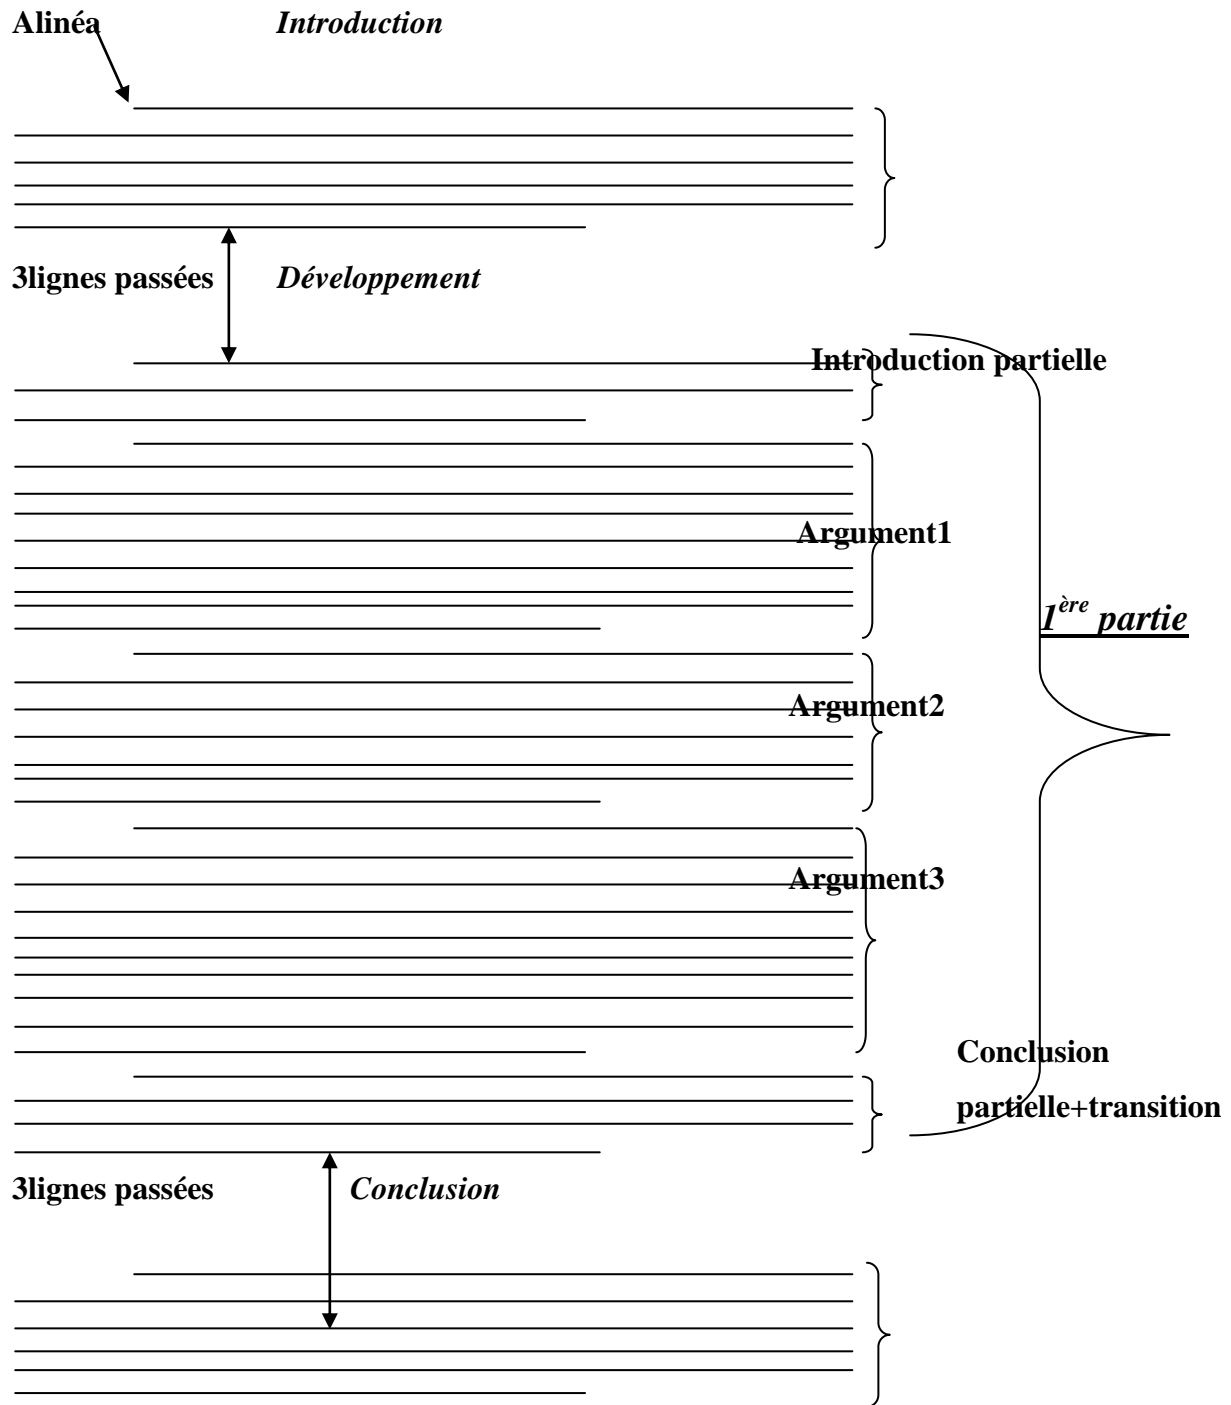 Alinéa Introduction
3lignes passées Développement
Introduction partielle
Argument1
1ère partie
Argument2
Argument3
Conclusion
partielle+transition
3lignes passées Conclusion